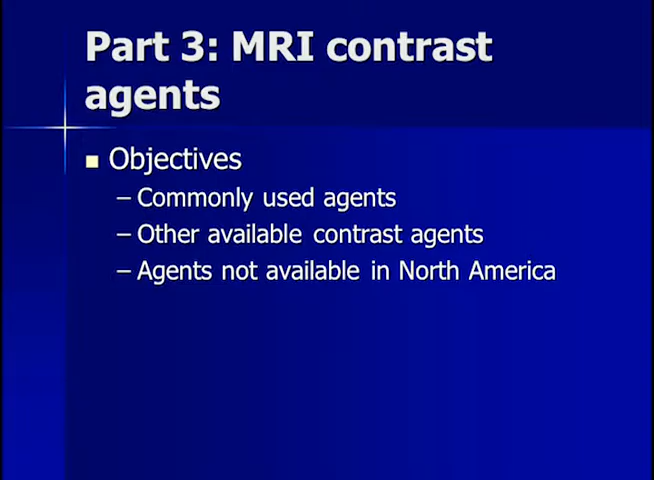 Part 3: MRI contrast
agents
Objectives
– Commonly used agents
– Other available contrast agents
– Agents not available in North America